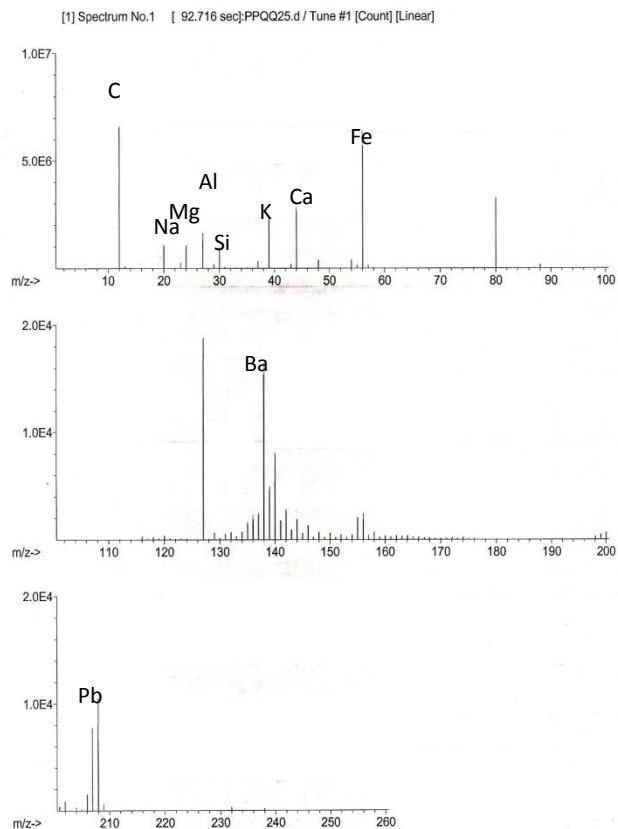 [1] Spectrum No.1 [ 92.716 sec]:PPQQ25.d / Tune #1 [Count] [Linear]
1.0E7
C
Fe
5.0E6
Al
Ca
Mg
K
Na
Si
m/z-> 10 20 30 40 50 60 70 80 90 100
2.0E4
Ba
1.0E4
m/z-> 110 120 130 140 150 160 170 180 190 200
2.0E4
1.0E4
Pb
m/z-> 210 220 230 240 250 260